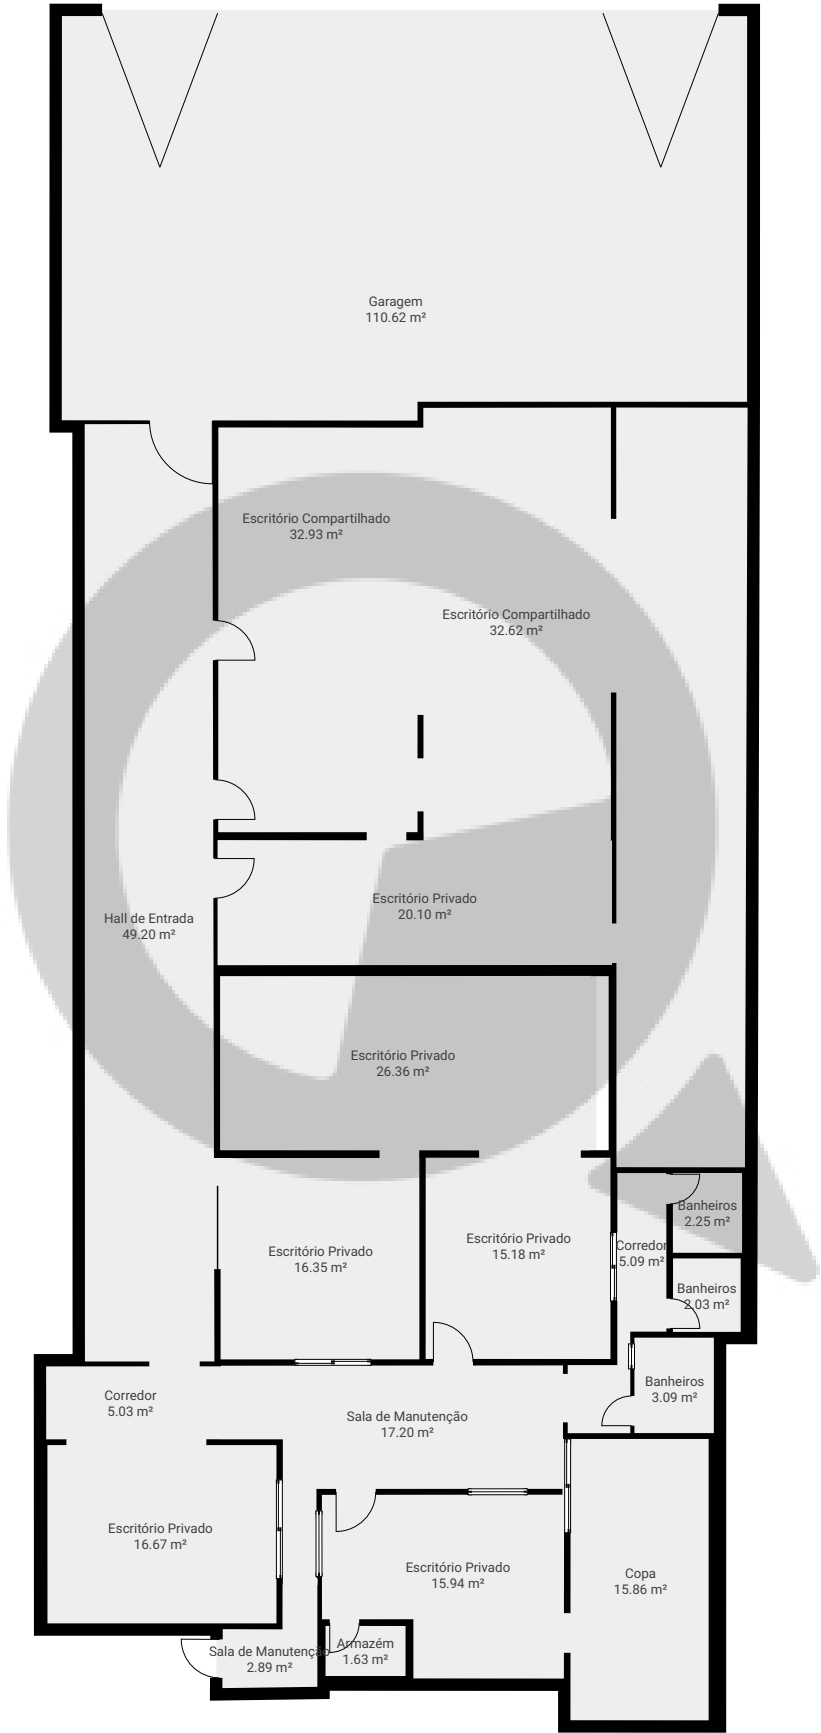 Garagem
110.62 m²
Escritório Compartilhado
32.93 m²
Escritório Compartilhado
32.62 m²
Escritório Privado
20.10 m²
Hall de Entrada
49.20 m²
Escritório Privado
26.36 m²
Banheiros
2.25 m²
Escritório Privado
15.18 m²
Corredor
5.09 m²
Escritório Privado
16.35 m²
Banheiros
2.03 m²
Banheiros
3.09 m²
Corredor
5.03 m²
Sala de Manutenção
17.20 m²
Escritório Privado
16.67 m²
Escritório Privado
15.94 m²
Copa
15.86 m²
Sala de Manutenção
2.89 m²
Armazém
1.63 m²